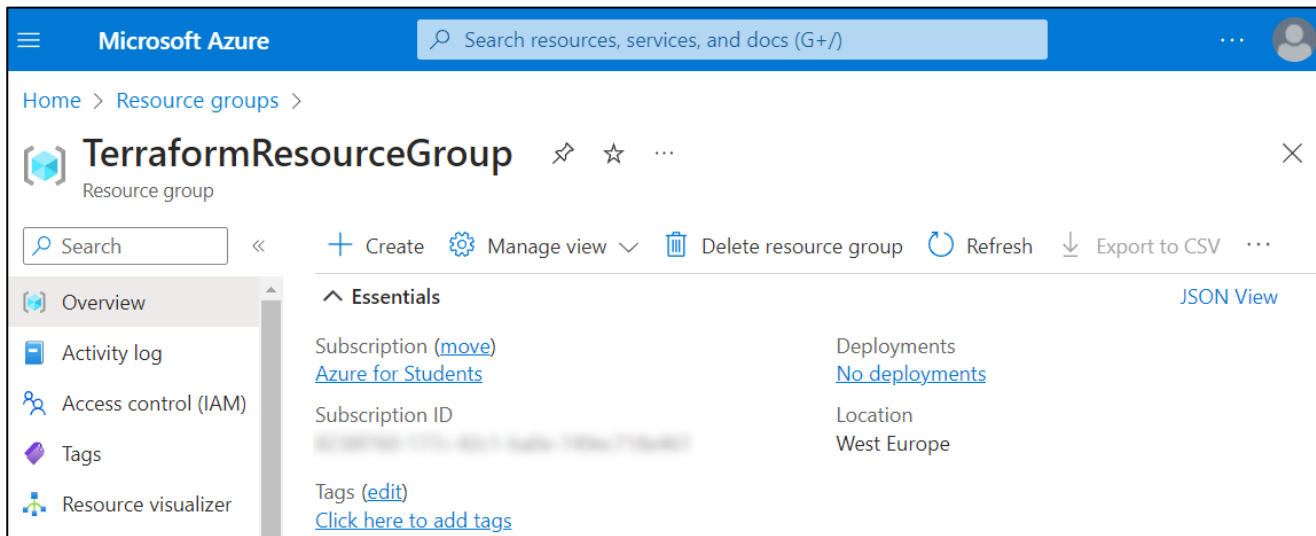 Microsoft Azure
Search resources, services, and docs (G+/)
Home > Resource groups >
TerraformResourceGroup
Resource group
Search
Create Manage view Delete resource group Refresh Export to CSV
Overview
Essentials
JSON View
Activity log
Subscription (move)
Azure for Students
Deployments
No deployments
Access control (IAM)
Subscription ID
Location
West Europe
Tags
Resource visualizer
Tags (edit)
Click here to add tags